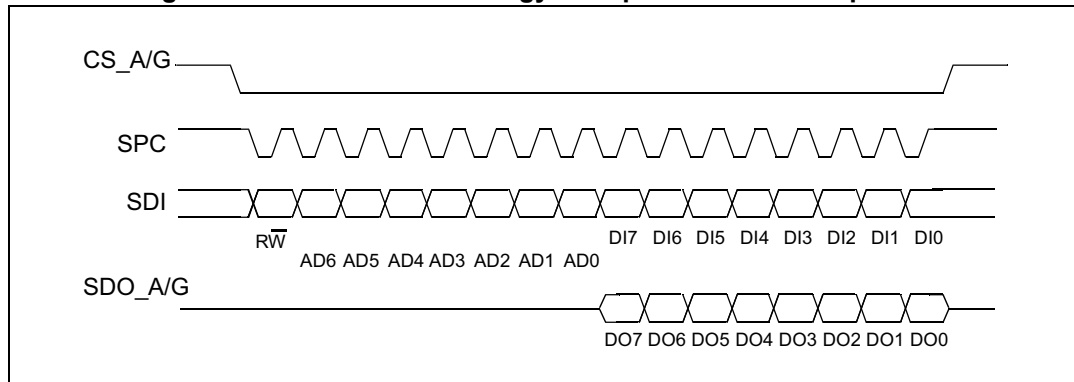 CS_A/G
SPC
SDI
RW̅
DI7 DI6 DI5 DI4 DI3 DI2 DI1 DI0
AD6 AD5 AD4 AD3 AD2 AD1 AD0
SDO_A/G
DO7 DO6 DO5 DO4 DO3 DO2 DO1 DO0